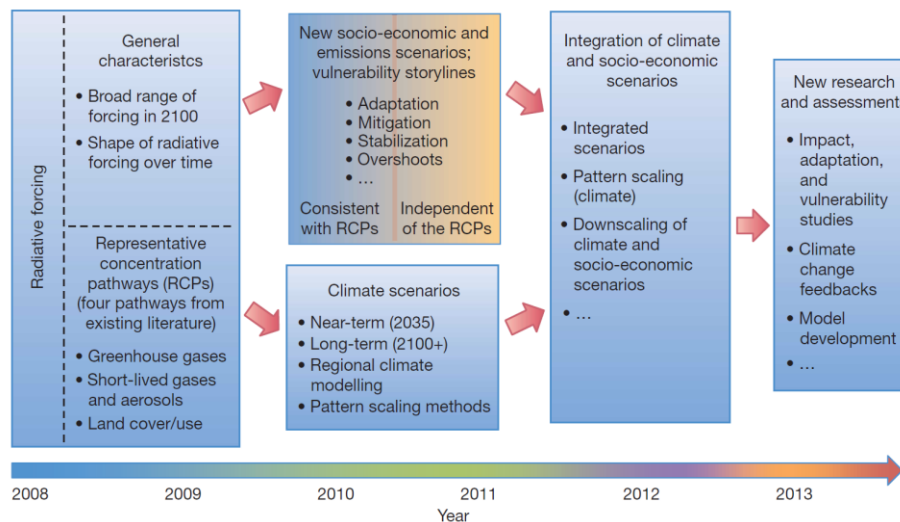 Radiative forcing
General
characteristcs
• Broad range of
forcing in 2100
• Shape of radiative
forcing over time
Representative
concentration
pathways (RCPs)
(four pathways from
existing literature)
• Greenhouse gases
• Short-lived gases
and aerosols
• Land cover/use
New socio-economic and
emissions scenarios;
vulnerability storylines
• Adaptation
• Mitigation
• Stabilization
• Overshoots
• ...
Consistent
with RCPs
Independent
of the RCPs
Climate scenarios
• Near-term (2035)
• Long-term (2100+)
• Regional climate
modelling
• Pattern scaling methods
Integration of climate
and socio-economic
scenarios
• Integrated
scenarios
• Pattern scaling
(climate)
• Downscaling of
climate and
socio-economic
scenarios
• ...
New research
and assessment
• Impact,
adaptation,
and
vulnerability
studies
• Climate
change
feedbacks
• Model
development
• ...
2008 2009 2010 2011 2012 2013
Year